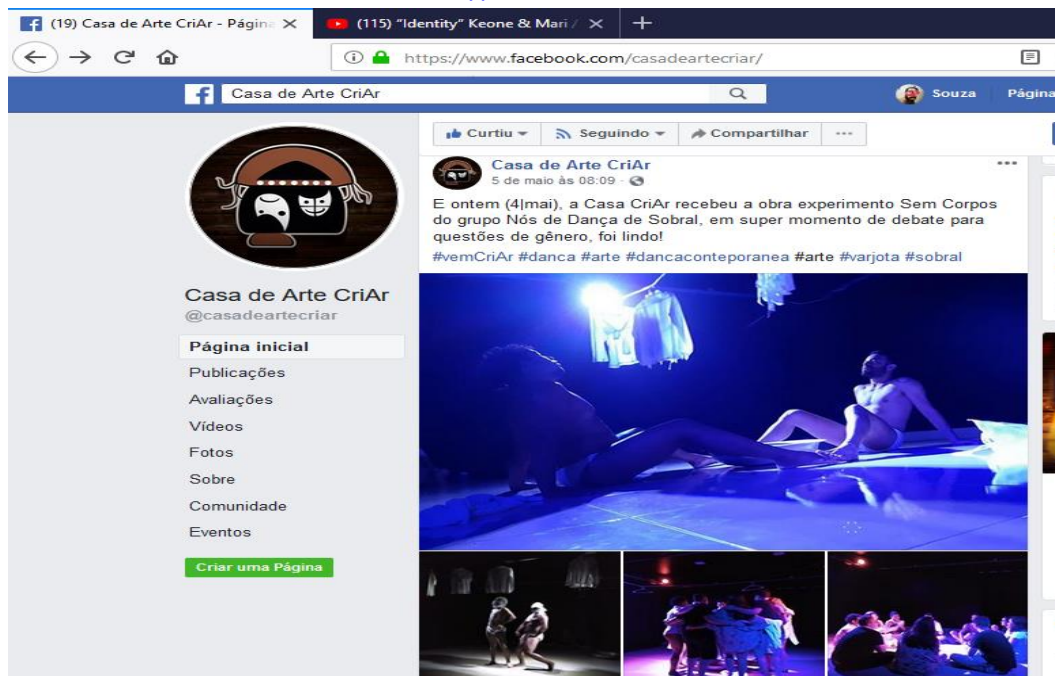 (19) Casa de Arte CriAr - Página
(115) "Identity" Keone & Mari /
https://www.facebook.com/casadeartecriar/
Casa de Arte CriAr
Souza
Página
Curtiu
Seguindo
Compartilhar
Casa de Arte CriAr
5 de maio às 08:09
E ontem (4|mai), a Casa CriAr recebeu a obra experimento Sem Corpos
do grupo Nós de Dança de Sobral, em super momento de debate para
questões de gênero, foi lindo!
#vemCriAr #danca #arte #dancaconteporanea #arte #varjota #sobral
Casa de Arte CriAr
@casadeartecriar
Página inicial
Publicações
Avaliações
Vídeos
Fotos
Sobre
Comunidade
Eventos
Criar uma Página